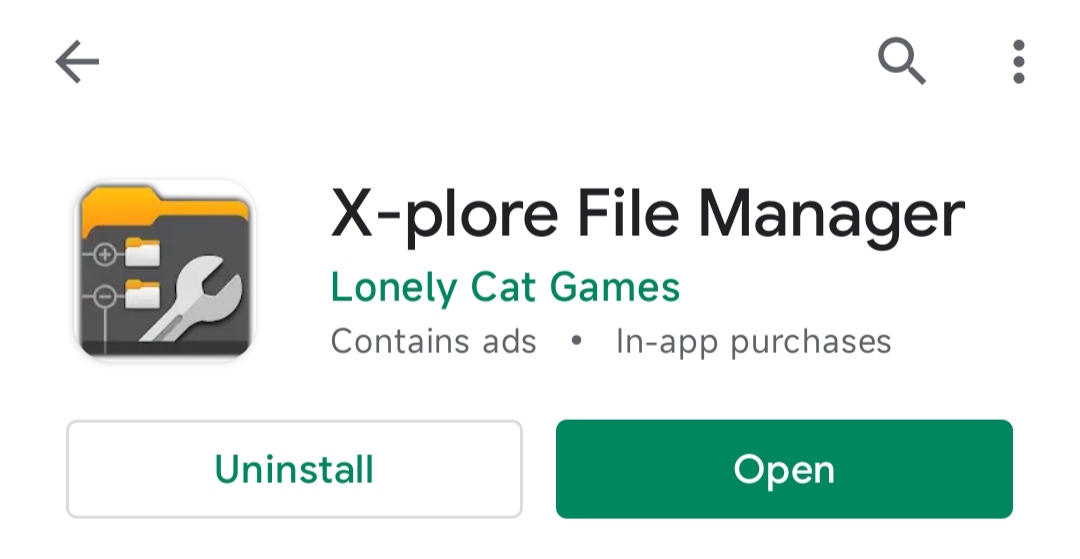 X-plore File Manager
Lonely Cat Games
Contains ads • In-app purchases
Uninstall
Open